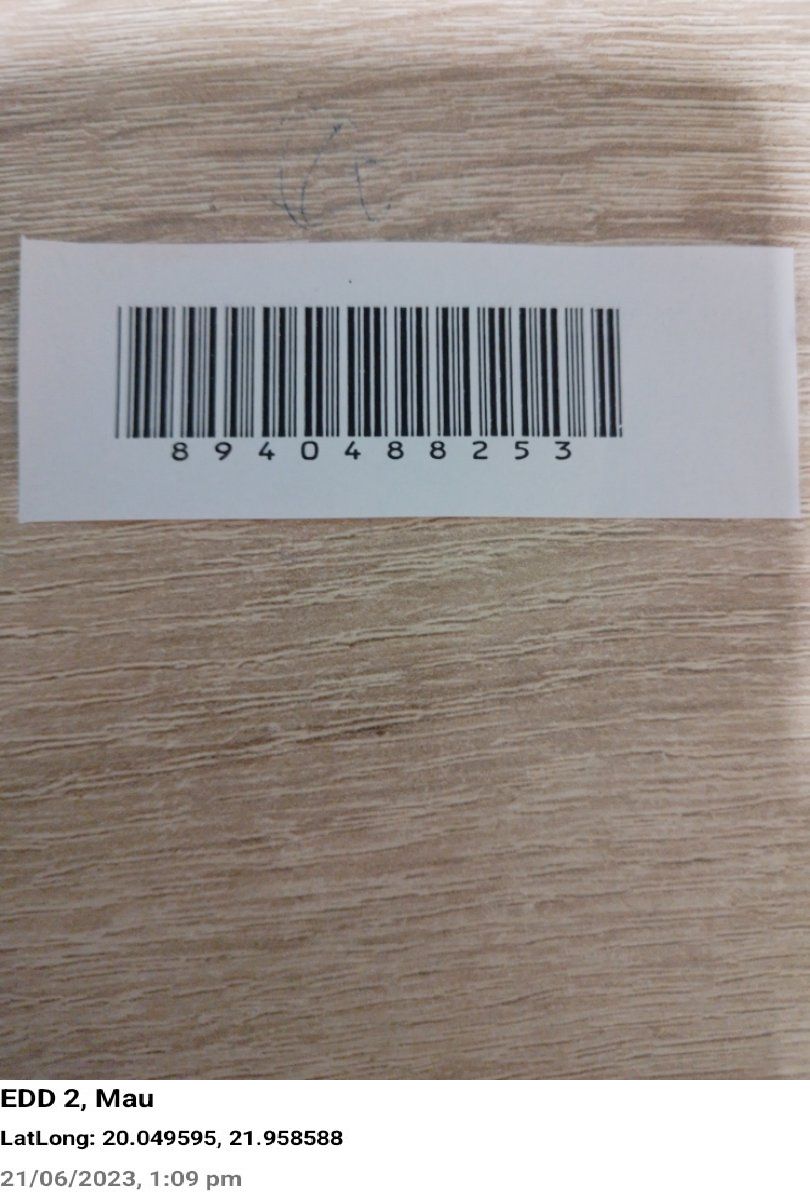 8940488253
EDD 2, Mau
LatLong: 20.049595, 21.958588
21/06/2023, 1:09 pm